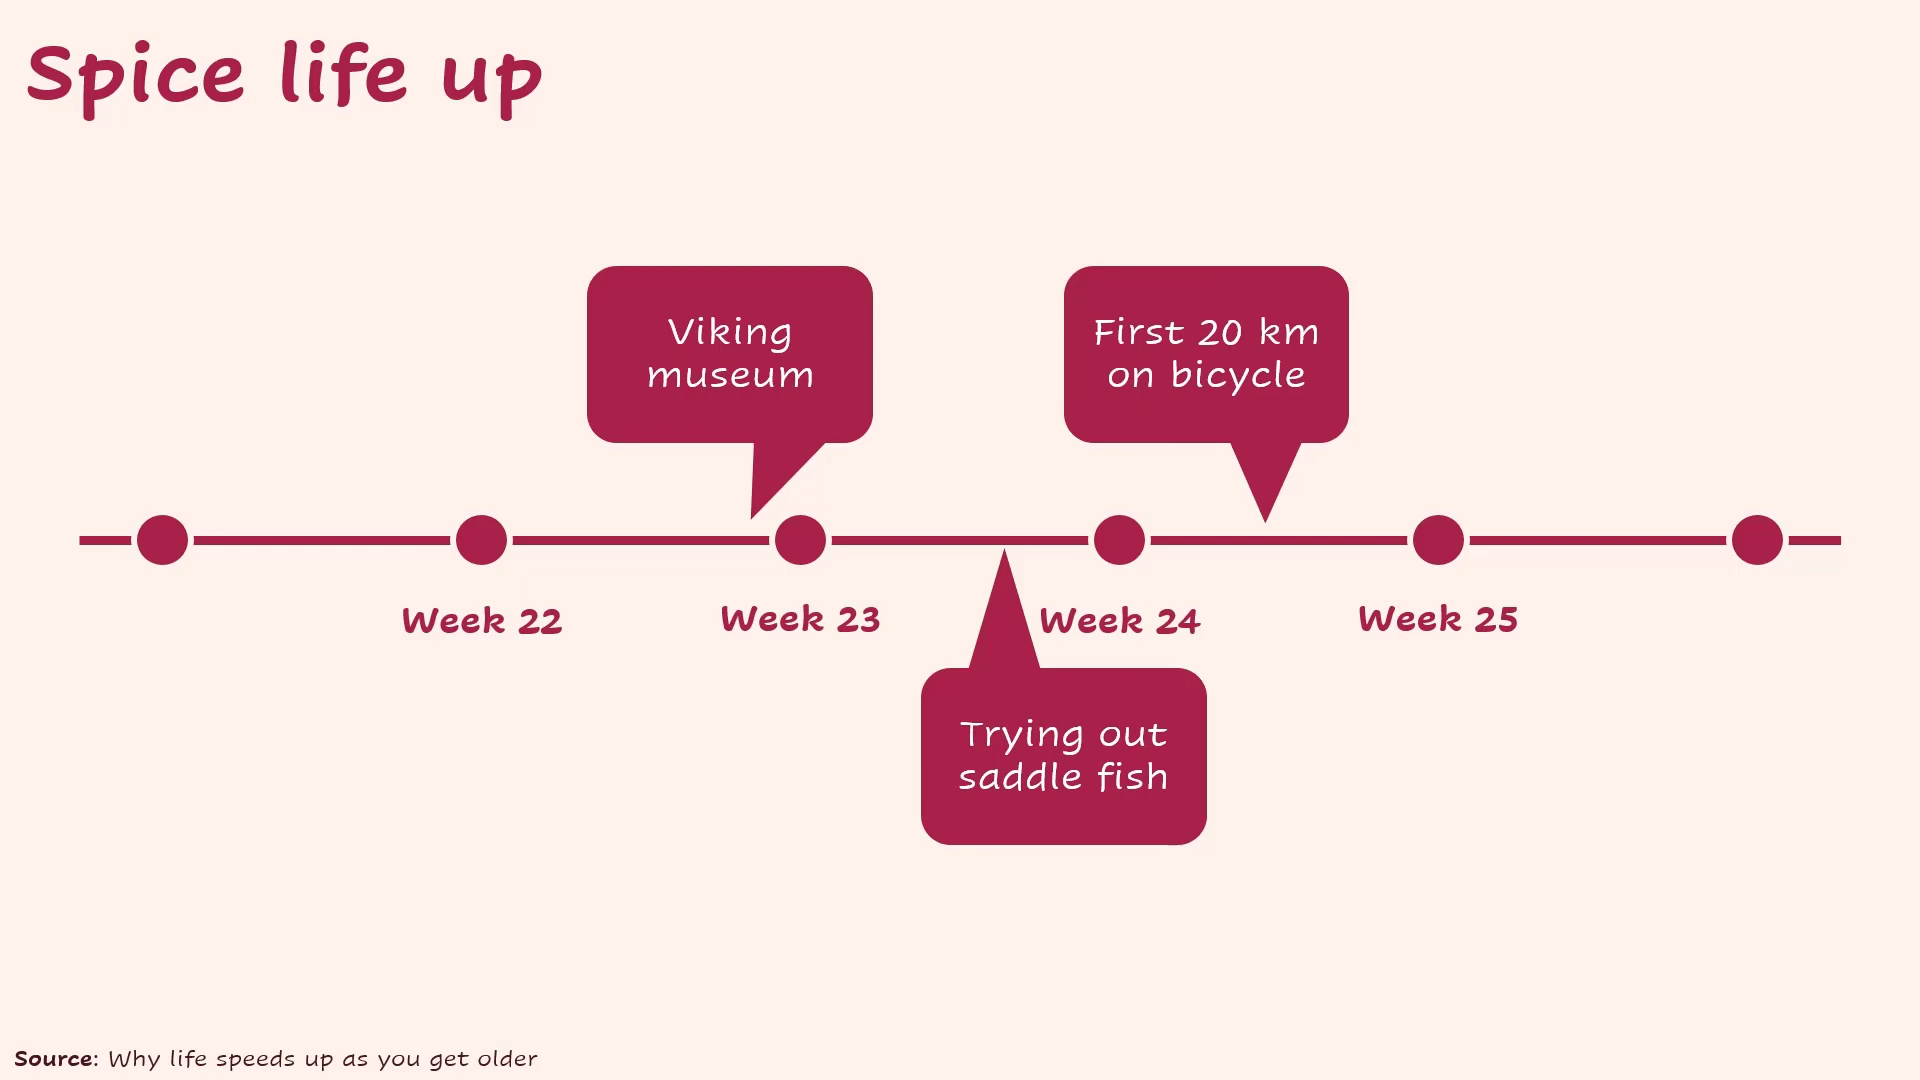 Spice life up
Viking
museum
First 20 km
on bicycle
Week 22
Week 23
Week 24
Week 25
Trying out
saddle fish
Source: Why life speeds up as you get older